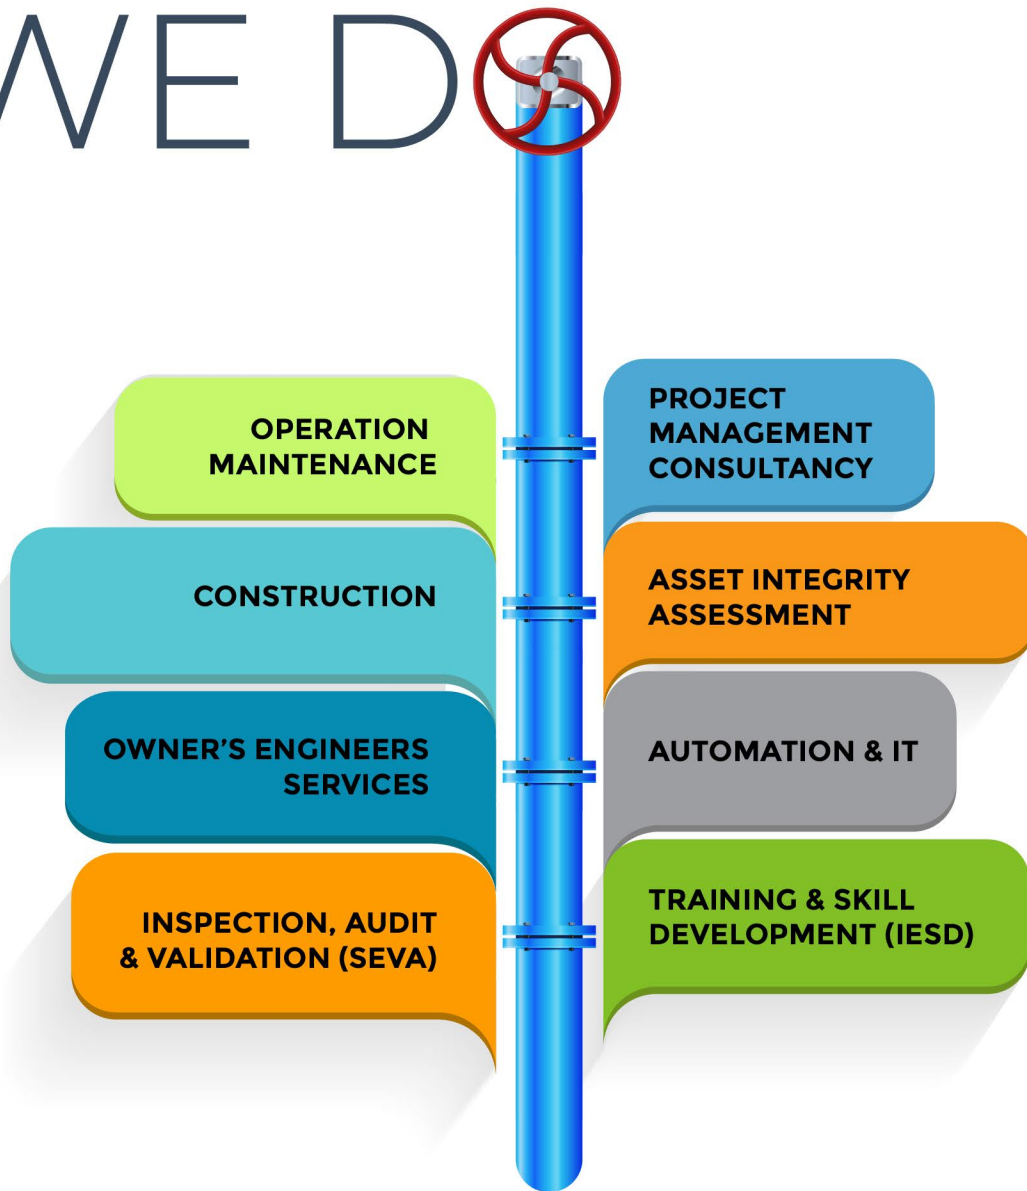 WE DO
OPERATION
MAINTENANCE
CONSTRUCTION
OWNER'S ENGINEERS
SERVICES
INSPECTION, AUDIT
& VALIDATION (SEVA)
PROJECT
MANAGEMENT
CONSULTANCY
ASSET INTEGRITY
ASSESSMENT
AUTOMATION & IT
TRAINING & SKILL
DEVELOPMENT (IESD)